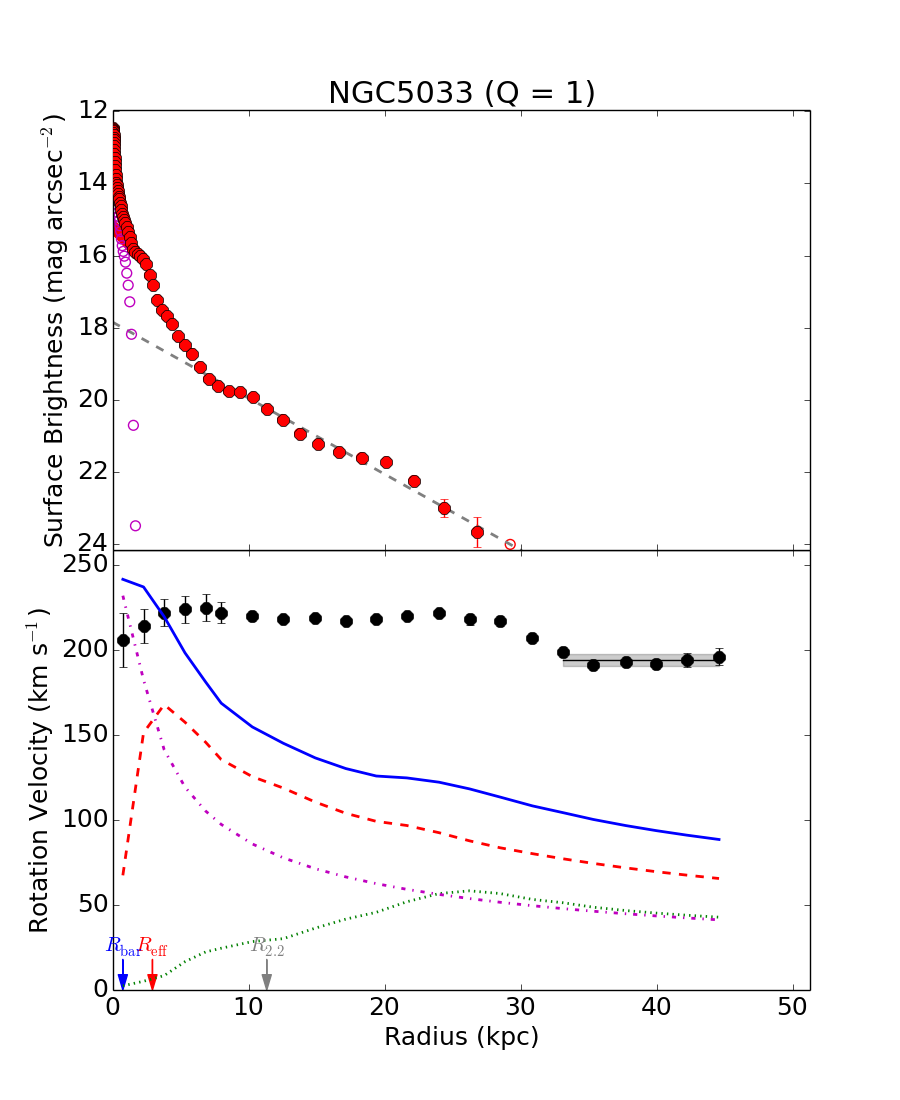 NGC5033 (Q = 1)
12
14
16
18
20
22
24
Surface Brightness (mag arcsec⁻²)
250
200
150
100
50
0
Rotation Velocity (km s⁻¹)
R_bar R_eff R_2.2
0 10 20 30 40 50
Radius (kpc)